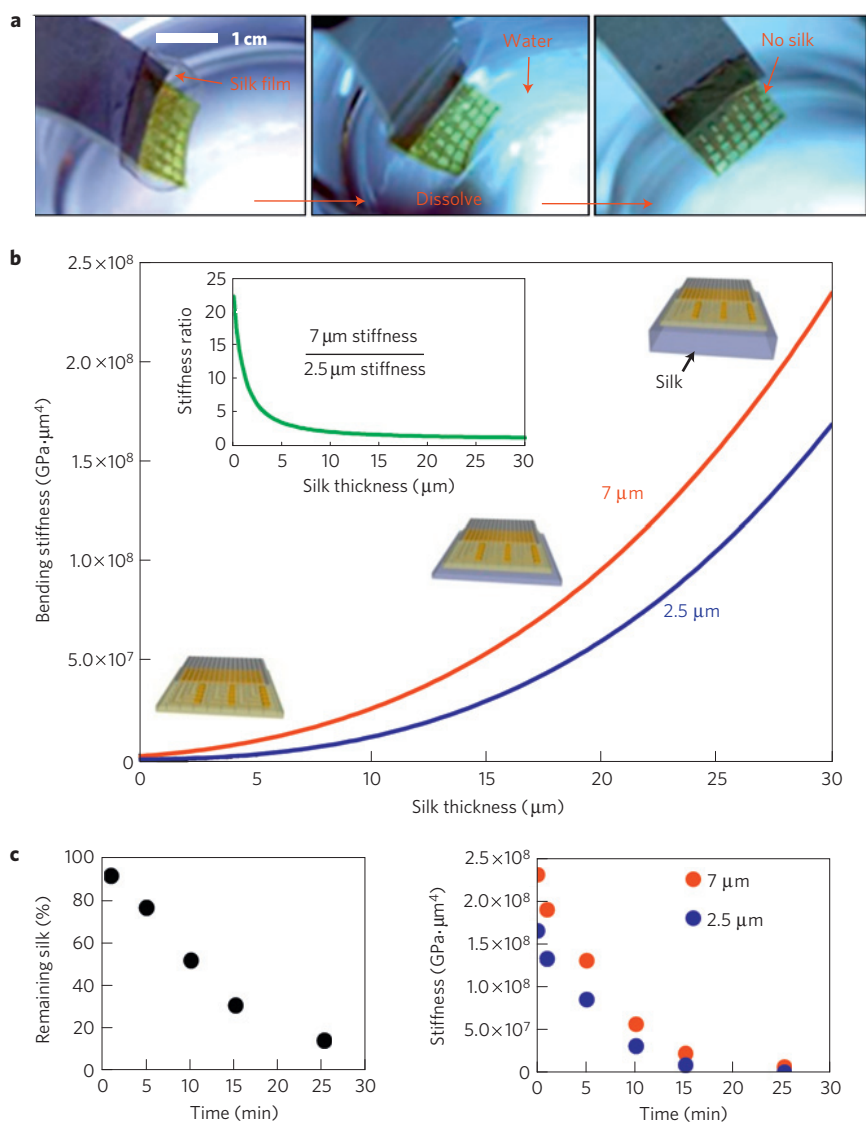 a
1 cm
Silk film
Water
No silk
Dissolve
b
2.5×10⁸
2.0×10⁸
1.5×10⁸
1.0×10⁸
5.0×10⁷
0
Bending stiffness (GPa·μm⁴)
0 5 10 15 20 25 30
Silk thickness (μm)
25
20
15
10
5
0
Stiffness ratio
7 μm stiffness
2.5 μm stiffness
0 5 10 15 20 25 30
Silk thickness (μm)
Silk
7 μm
2.5 μm
c
100
80
60
40
20
0
Remaining silk (%)
0 5 10 15 20 25 30
Time (min)
2.5×10⁸
2.0×10⁸
1.5×10⁸
1.0×10⁸
5.0×10⁷
0
Stiffness (GPa·μm⁴)
7 μm
2.5 μm
0 5 10 15 20 25 30
Time (min)